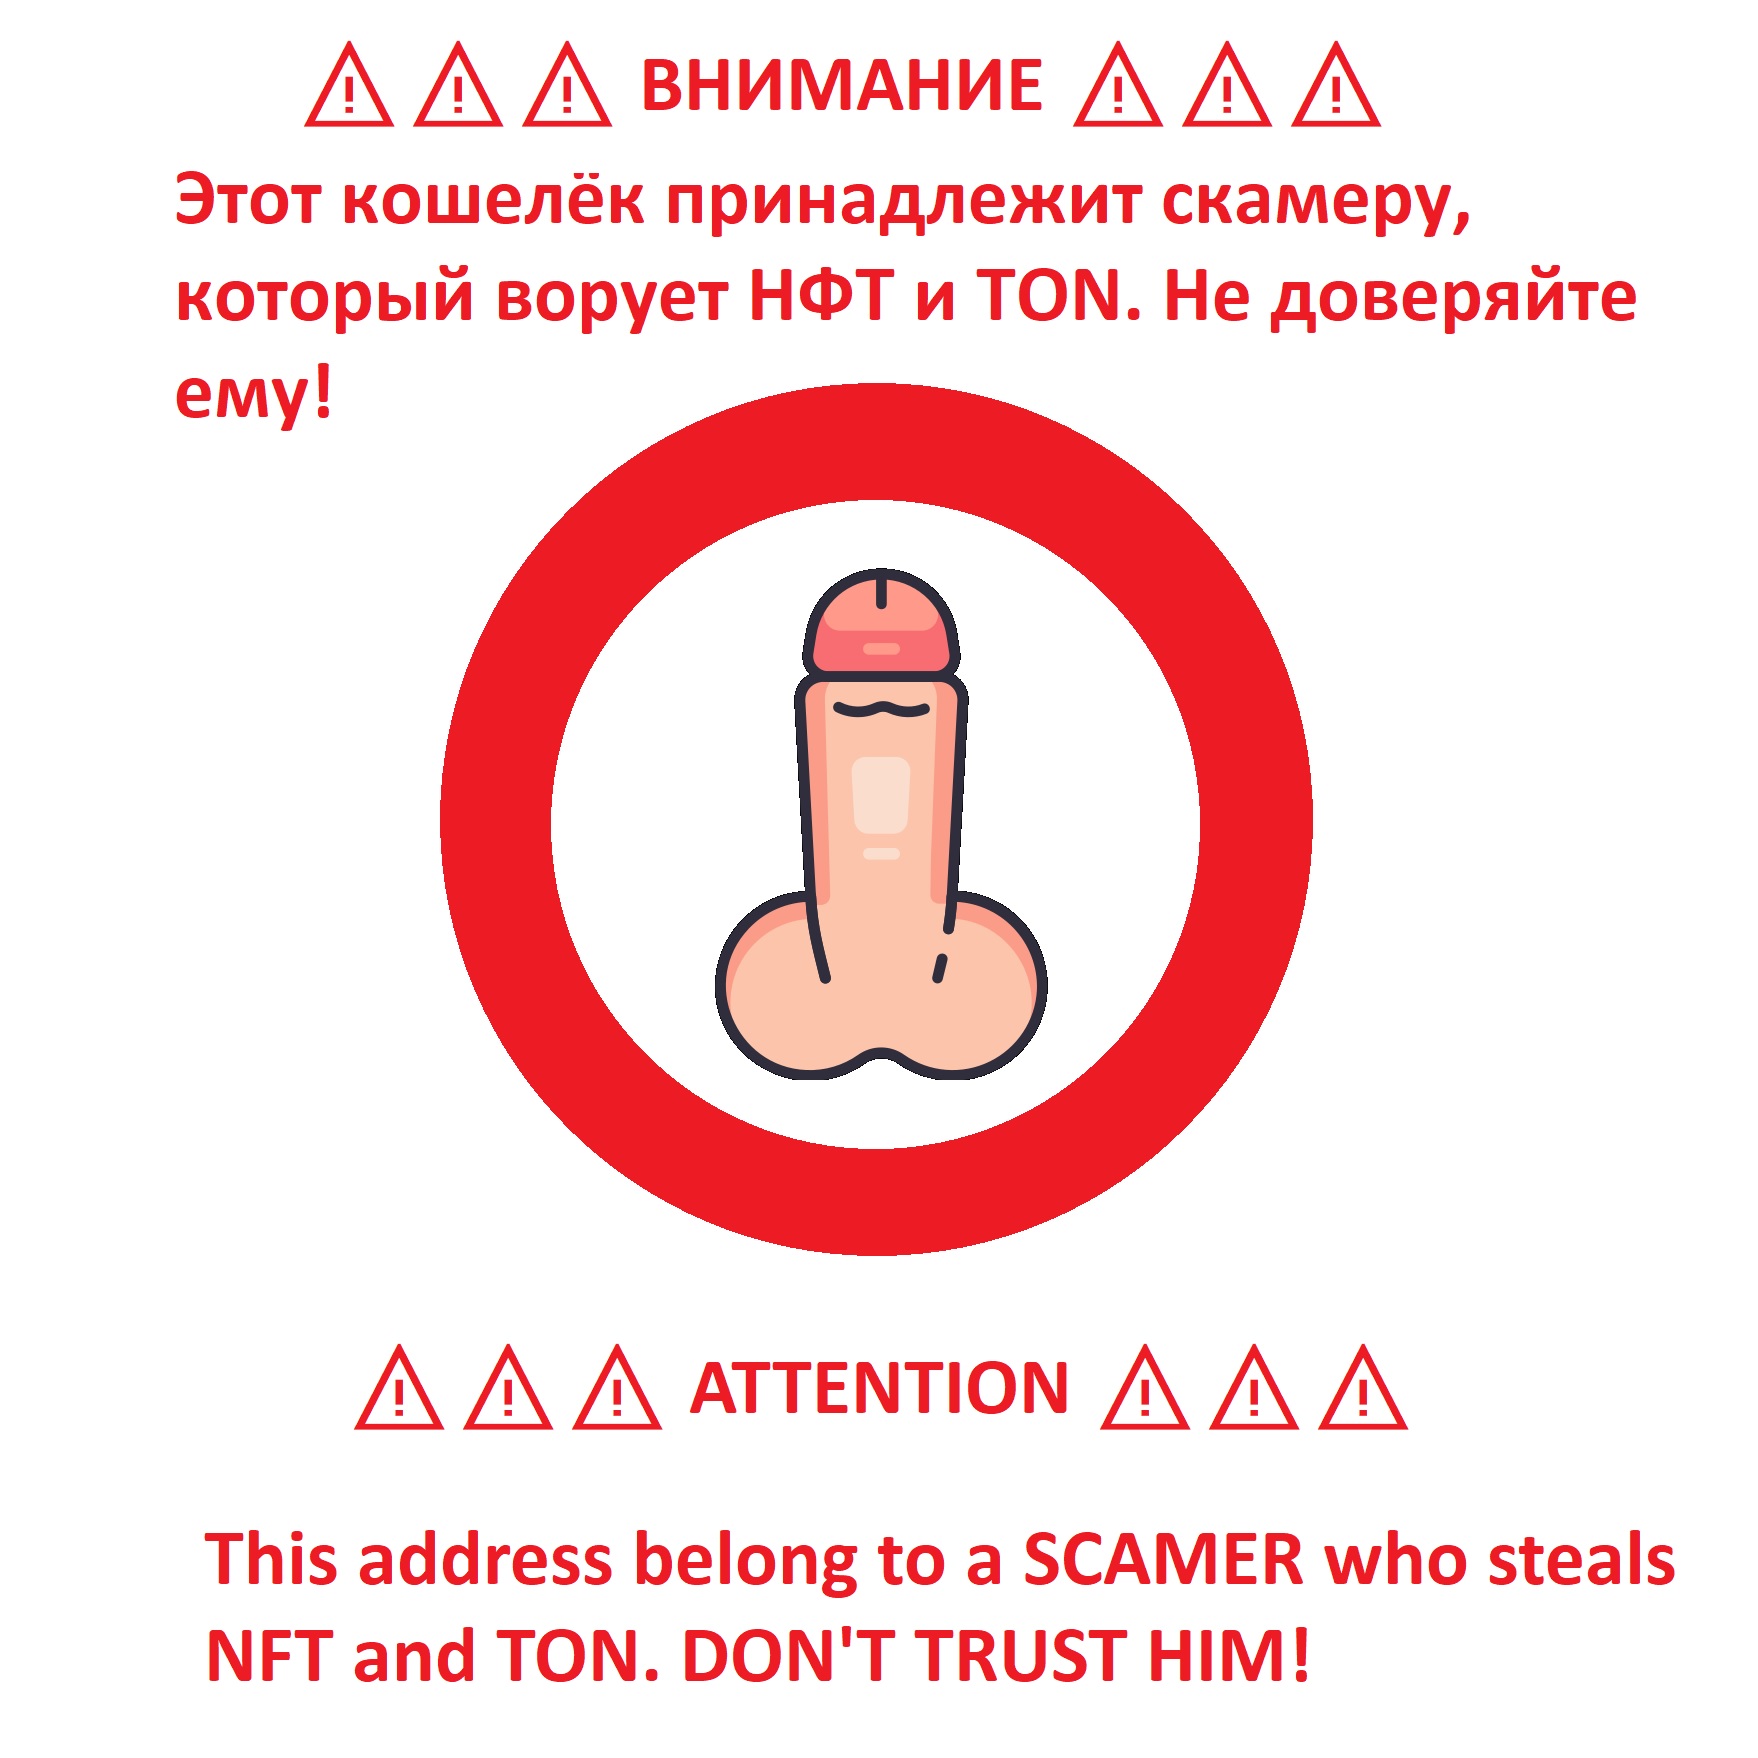 ⚠ ⚠ ⚠ ВНИМАНИЕ ⚠ ⚠ ⚠
Этот кошелёк принадлежит скамеру,
который ворует НФТ и TON. Не доверяйте
ему!
⚠ ⚠ ⚠ ATTENTION ⚠ ⚠ ⚠
This address belong to a SCAMER who steals
NFT and TON. DON'T TRUST HIM!